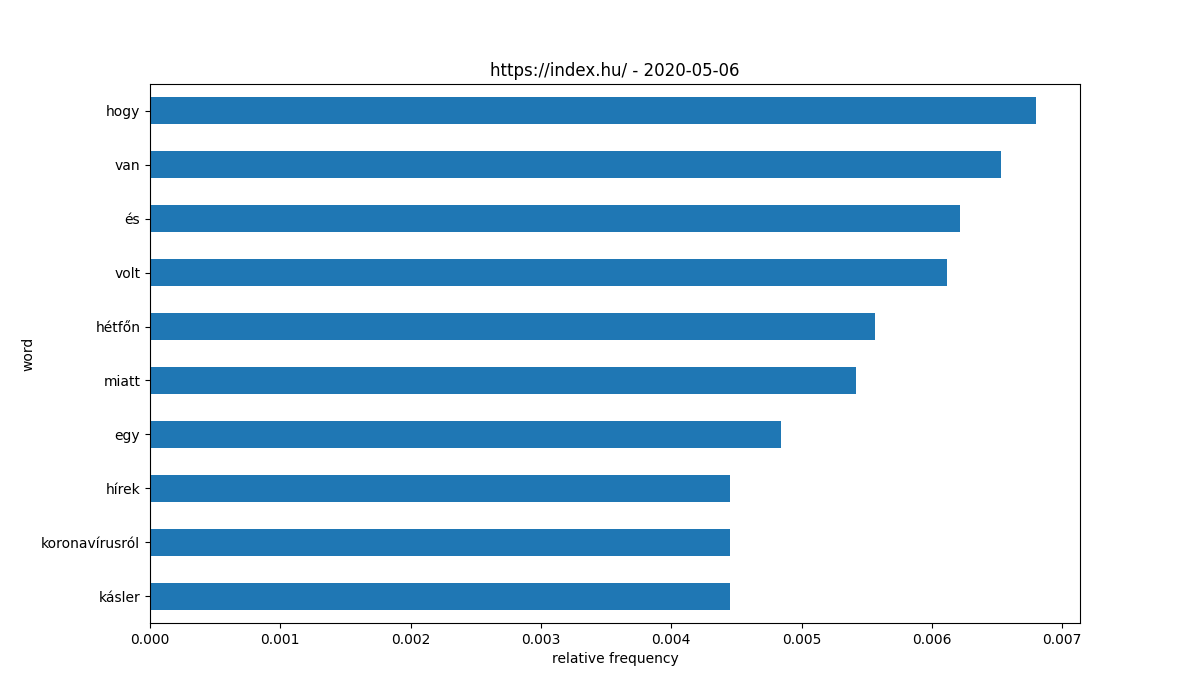 https://index.hu/ - 2020-05-06
hogy
van
és
volt
hétfőn
miatt
egy
hírek
koronavírusról
kásler
word
0.000 0.001 0.002 0.003 0.004 0.005 0.006 0.007
relative frequency